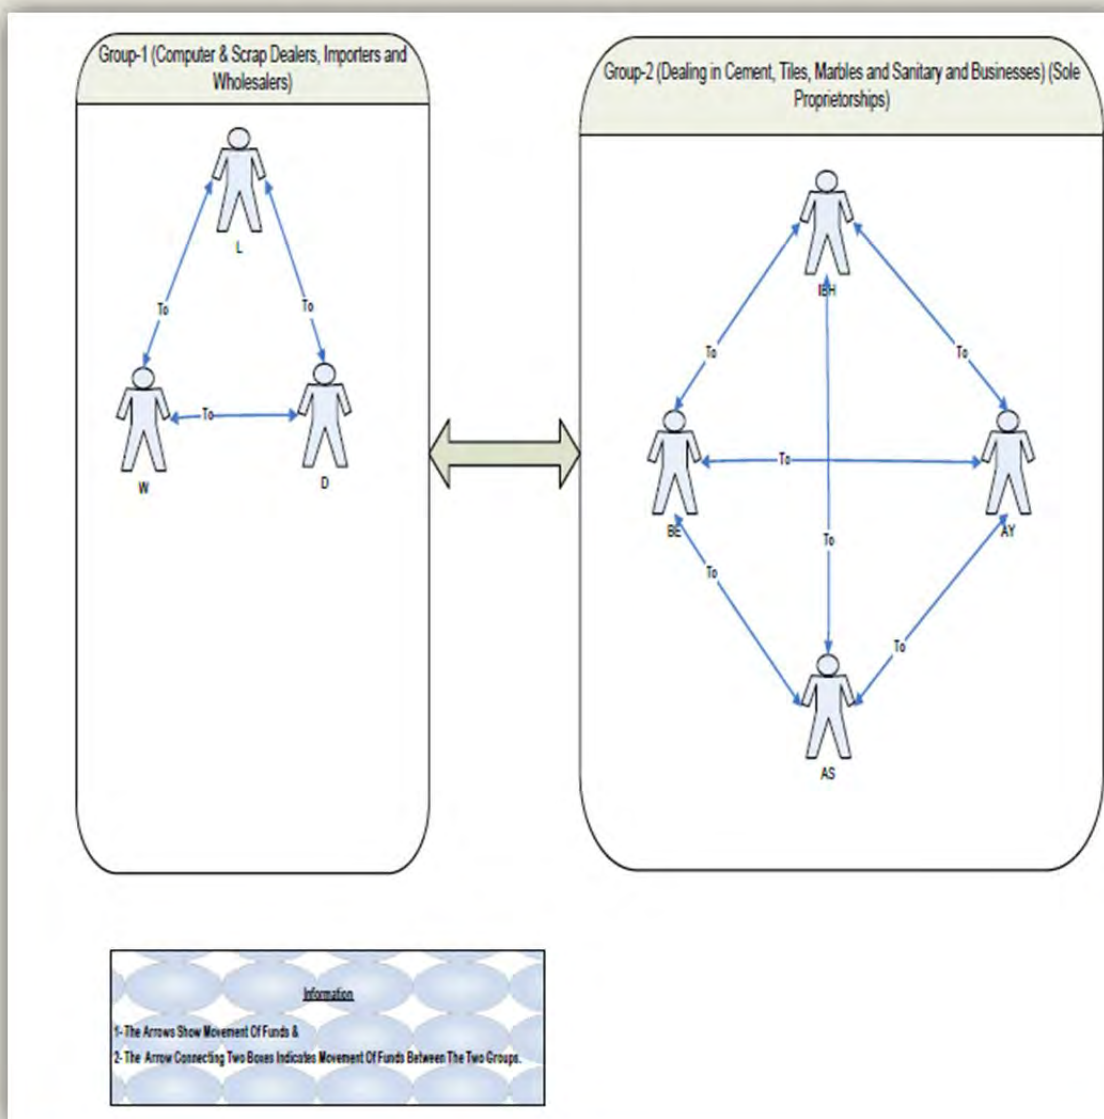 Group-1 (Computer & Scrap Dealers, Importers and
Wholesalers)
L
To
To
To
W
D
Group-2 (Dealing in Cement, Tiles, Marbles and Sanitary and Businesses) (Sole
Proprietorships)
IBH
To
To
To
BE
AY
To
To
To
AS
Information
1- The Arrows Show Movement Of Funds &
2- The Arrow Connecting Two Boxes Indicates Movement Of Funds Between The Two Groups.